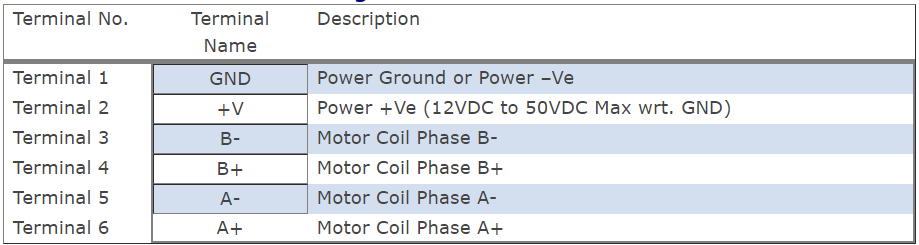 Terminal No. Terminal Name Description
Terminal 1 GND Power Ground or Power –Ve
Terminal 2 +V Power +Ve (12VDC to 50VDC Max wrt. GND)
Terminal 3 B- Motor Coil Phase B-
Terminal 4 B+ Motor Coil Phase B+
Terminal 5 A- Motor Coil Phase A-
Terminal 6 A+ Motor Coil Phase A+